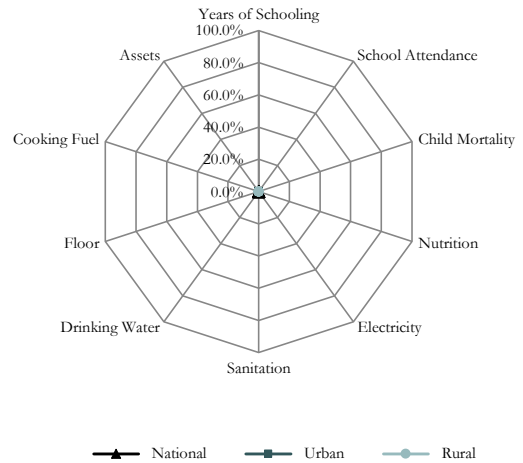 Years of Schooling
100.0%
Assets
School Attendance
80.0%
60.0%
Cooking Fuel
Child Mortality
40.0%
20.0%
0.0%
Floor
Nutrition
Drinking Water
Electricity
Sanitation
National Urban Rural